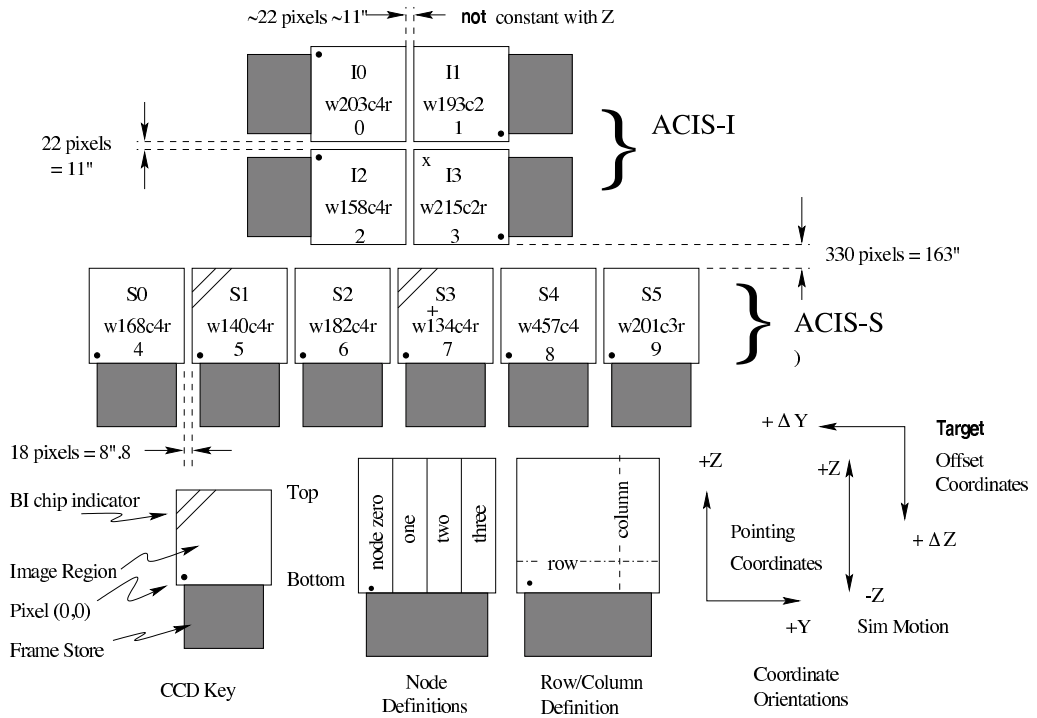 ~22 pixels ~11" not constant with Z
I0
w203c4r
0
I1
w193c2
1
ACIS-I
22 pixels
= 11"
I2
w158c4r
2
x
I3
w215c2r
3
330 pixels = 163"
S0
w168c4r
4
S1
w140c4r
5
S2
w182c4r
6
S3
+
w134c4r
7
S4
w457c4
8
S5
w201c3r
9
ACIS-S
)
18 pixels = 8".8
BI chip indicator
Image Region
Pixel (0,0)
Frame Store
Top
Bottom
CCD Key
node zero
one
two
three
Node
Definitions
column
row
Row/Column
Definition
+ Δ Y
Target
Offset
Coordinates
+ Δ Z
+Z
Pointing
Coordinates
+Y
+Z
-Z
Sim Motion
Coordinate
Orientations